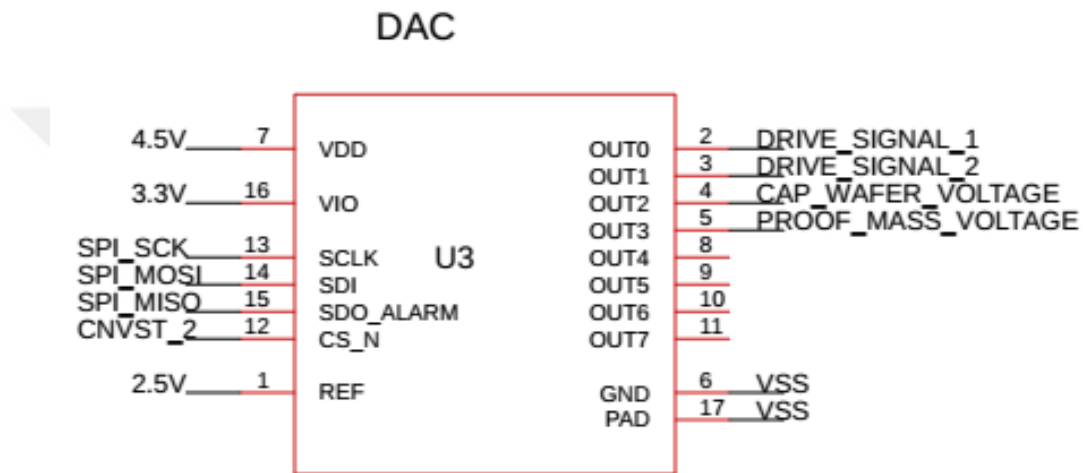 DAC
4.5V 7 VDD OUT0 2 DRIVE_SIGNAL_1
OUT1 3 DRIVE_SIGNAL_2
3.3V 16 VIO OUT2 4 CAP_WAFER_VOLTAGE
OUT3 5 PROOF_MASS_VOLTAGE
SPI_SCK 13 SCLK U3 OUT4 8
SPI_MOSI 14 SDI OUT5 9
SPI_MISO 15 SDO_ALARM OUT6 10
CNVST_2 12 CS_N OUT7 11
2.5V 1 REF GND 6 VSS
PAD 17 VSS